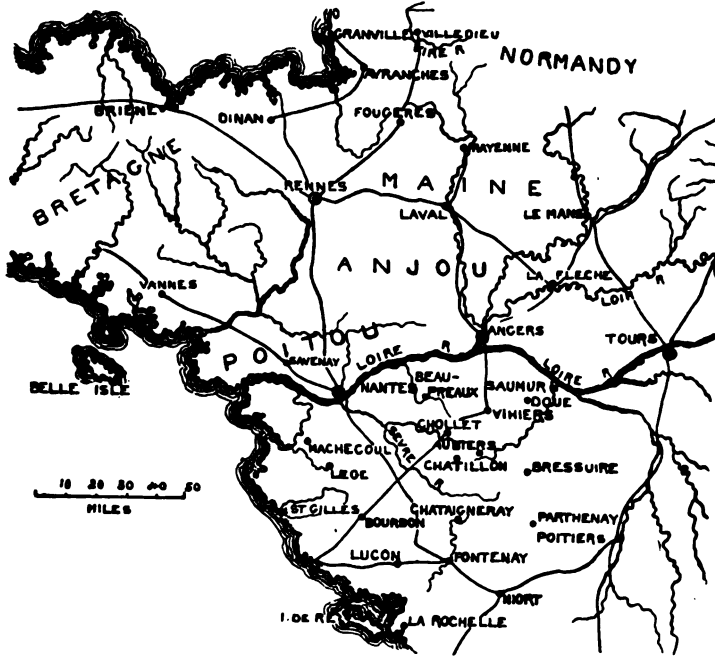 GRANVILLE VILLEDIEU
VIRE R
NORMANDY
AVRANCHES
BRIENE
DINAN
FOUGERES
MAYENNE
BRETAGNE
RENNES
MAINE
LAVAL
LE MANS
ANJOU
LA FLECHE
VANNES
LOIR R
ANGERS
POITOU
TOURS
SAVENAY
LOIRE R
BELLE ISLE
NANTES
BEAU-
PREAUX
SAUMUR
LOIRE R
DOUE
VIHIERS
CHOLLET
SEVRE R
AUBIERS
MACHECOUL
CHATILLON
LEGE
BRESSUIRE
10 20 30 40 50
MILES
ST GILLES
BOURBON
CHATAIGNERAY
PARTHENAY
POITIERS
LUCON
FONTENAY
NIORT
I. DE RE
LA ROCHELLE